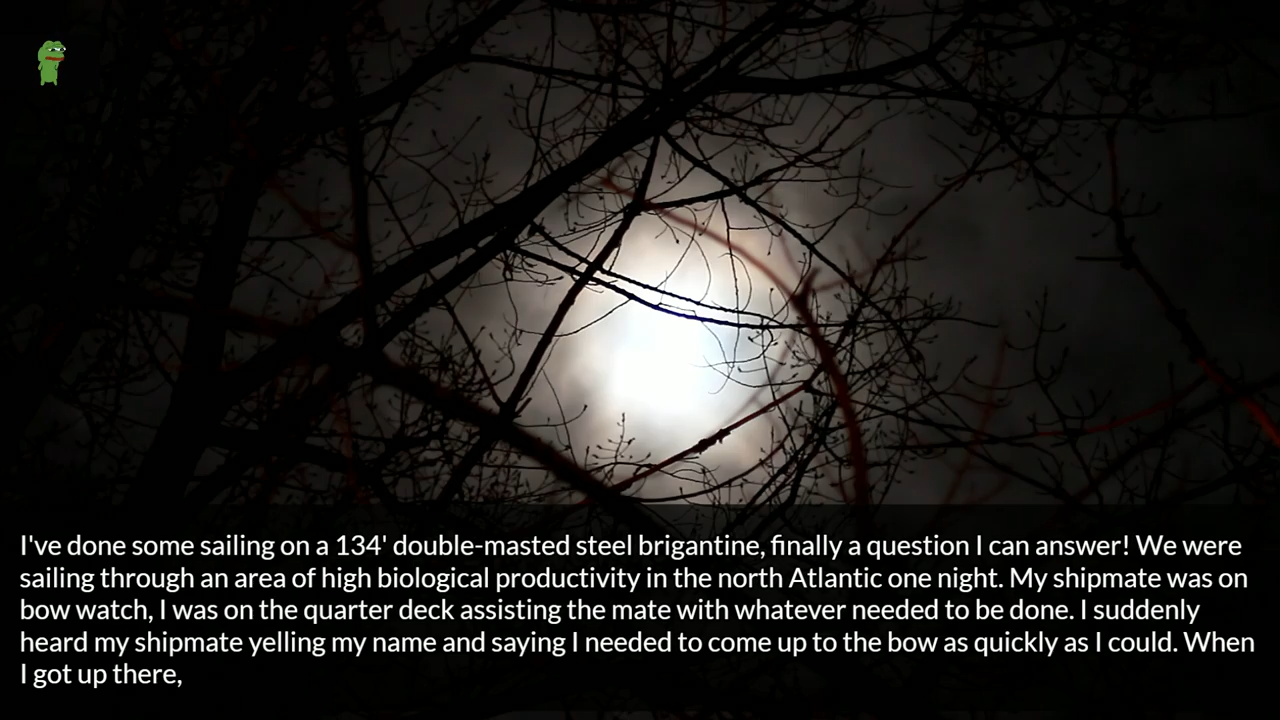 I've done some sailing on a 134' double-masted steel brigantine, finally a question I can answer! We were
sailing through an area of high biological productivity in the north Atlantic one night. My shipmate was on
bow watch, I was on the quarter deck assisting the mate with whatever needed to be done. I suddenly
heard my shipmate yelling my name and saying I needed to come up to the bow as quickly as I could. When
I got up there,